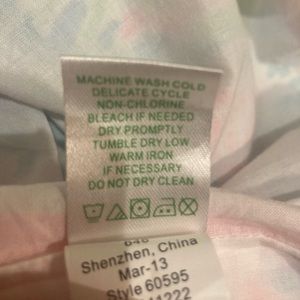 MACHINE WASH COLD
DELICATE CYCLE
NON-CHLORINE
BLEACH IF NEEDED
DRY PROMPTLY
TUMBLE DRY LOW
WARM IRON
IF NECESSARY
DO NOT DRY CLEAN
Shenzhen, China
Mar-13
Style 60595